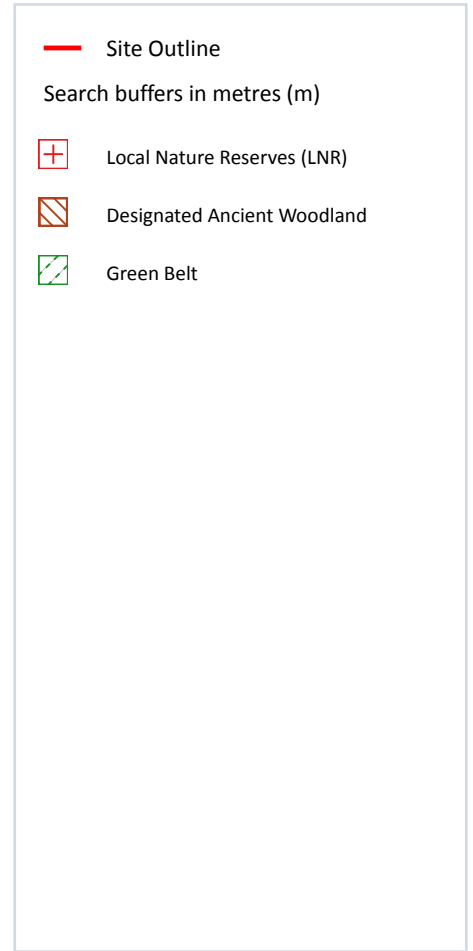 Site Outline
Search buffers in metres (m)
Local Nature Reserves (LNR)
Designated Ancient Woodland
Green Belt